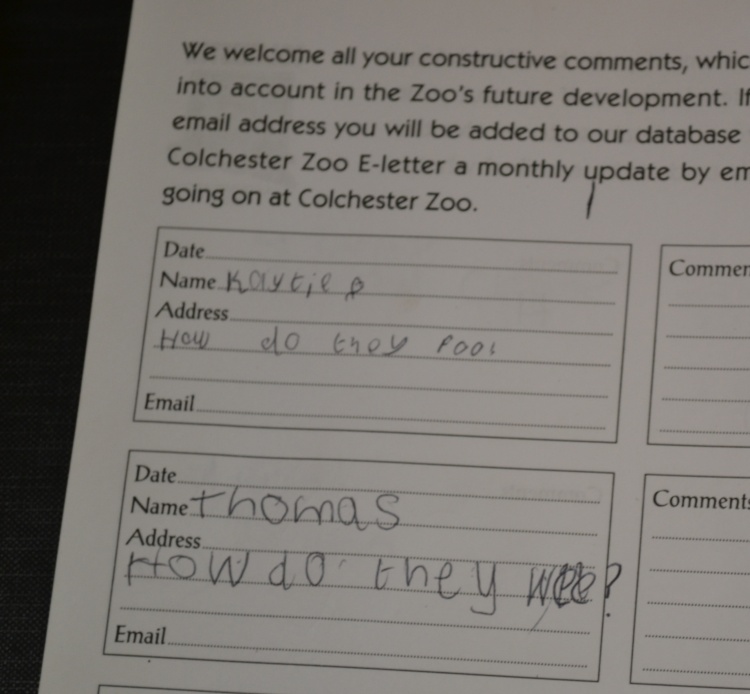 We welcome all your constructive comments, whic
into account in the Zoo's future development. If
email address you will be added to our database
Colchester Zoo E-letter a monthly update by em
going on at Colchester Zoo.
Date
Name Kaytie
Address
How do they poo
Email
Commen
Date
Name Thomas
Address
How do they wee?
Email
Comments